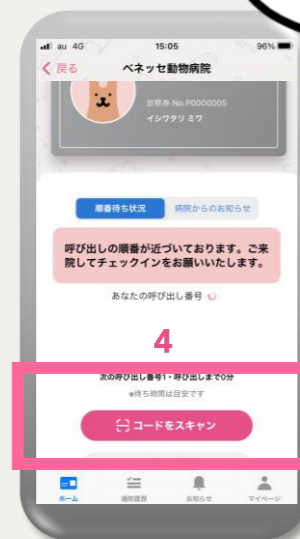 au 4G 15:05 96%
戻る ベネッセ動物病院
診察券 No.P0000005
イシワタリ ミワ
順番待ち状況 病院からのお知らせ
呼び出しの順番が近づいております。ご来
院してチェックインをお願いいたします。
あなたの呼び出し番号
4
次の呼び出し番号1・呼び出しまで0分
※待ち時間は目安です
コードをスキャン
ホーム 通院履歴 お知らせ マイページ